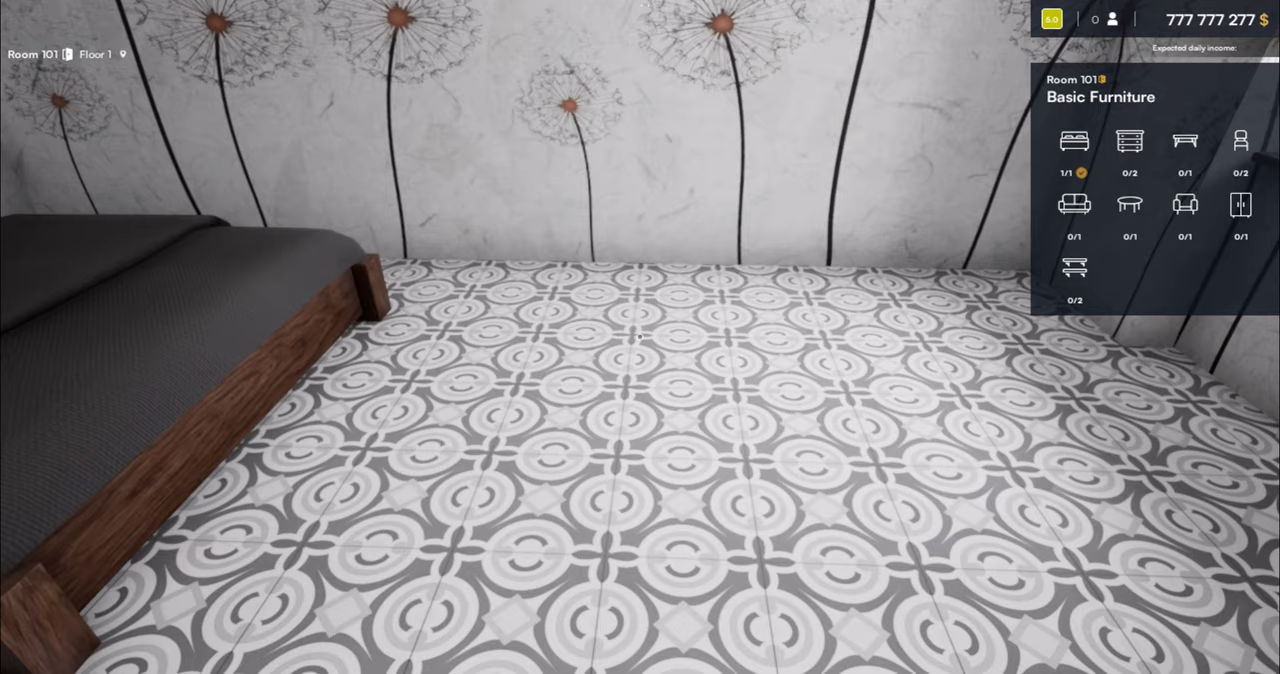 5.0 0 777 777 277 $
Expected daily income:
Room 101 Floor 1
Room 101
Basic Furniture
1/1 0/2 0/1 0/2
0/1 0/1 0/1 0/1
0/2